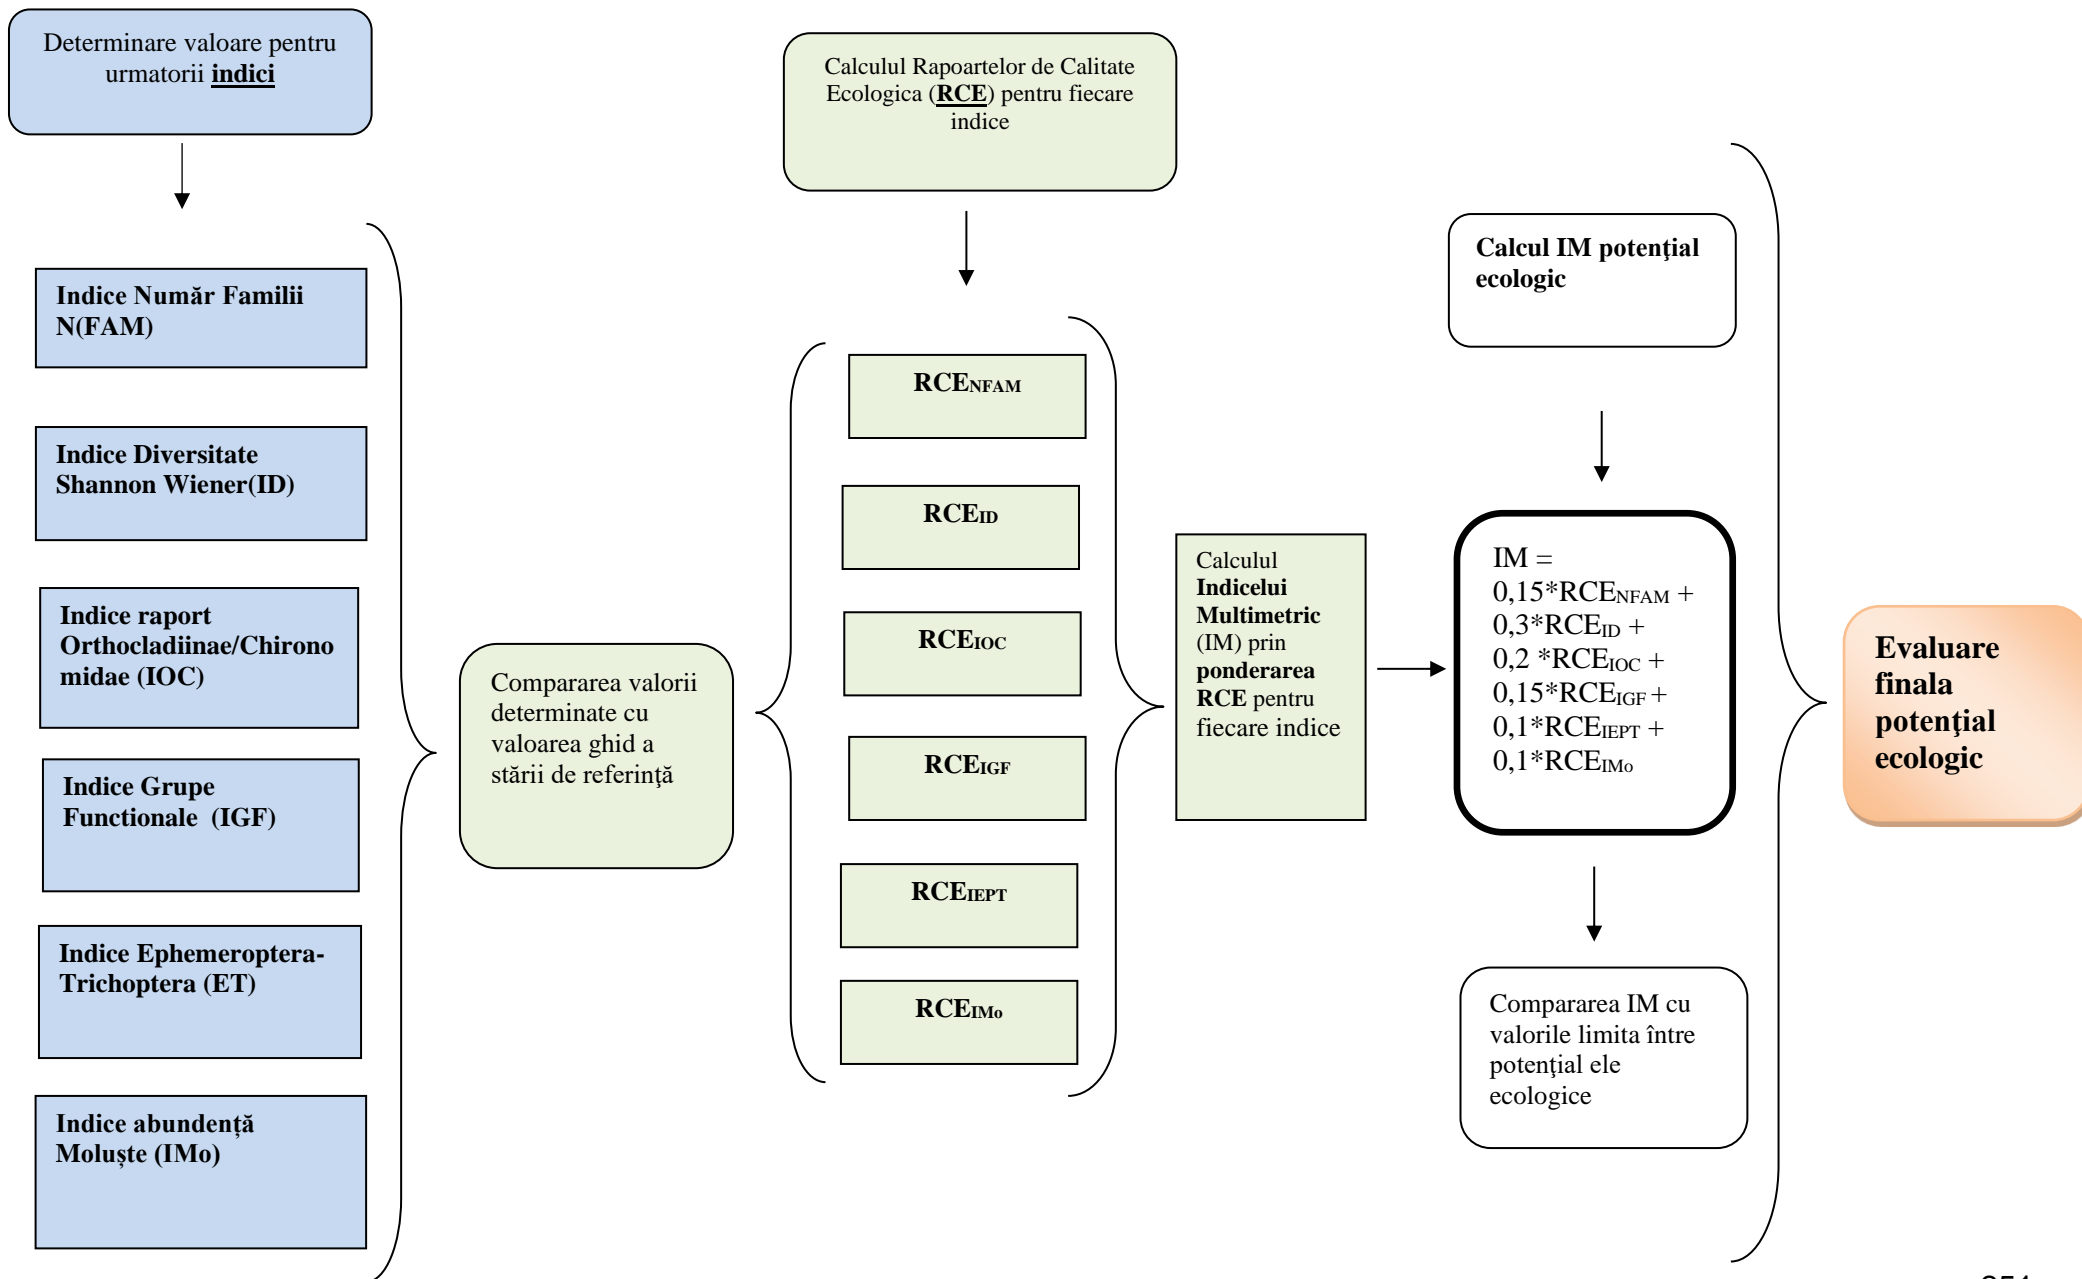 Determinare valoare pentru
urmatorii indici
Indice Număr Familii
N(FAM)
Indice Diversitate
Shannon Wiener(ID)
Indice raport
Orthocladiinae/Chirono
midae (IOC)
Indice Grupe
Functionale (IGF)
Indice Ephemeroptera-
Trichoptera (ET)
Indice abundență
Moluște (IMo)
Compararea valorii
determinate cu
valoarea ghid a
stării de referinţă
Calculul Rapoartelor de Calitate
Ecologica (RCE) pentru fiecare
indice
RCENFAM
RCEID
RCEIOC
RCEIGF
RCEIEPT
RCEIMo
Calculul
Indicelui
Multimetric
(IM) prin
ponderarea
RCE pentru
fiecare indice
Calcul IM potenţial
ecologic
IM =
0,15*RCENFAM +
0,3*RCEID +
0,2 *RCEIOC +
0,15*RCEIGF +
0,1*RCEIEPT +
0,1*RCEIMo
Compararea IM cu
valorile limita între
potenţial ele
ecologice
Evaluare
finala
potenţial
ecologic